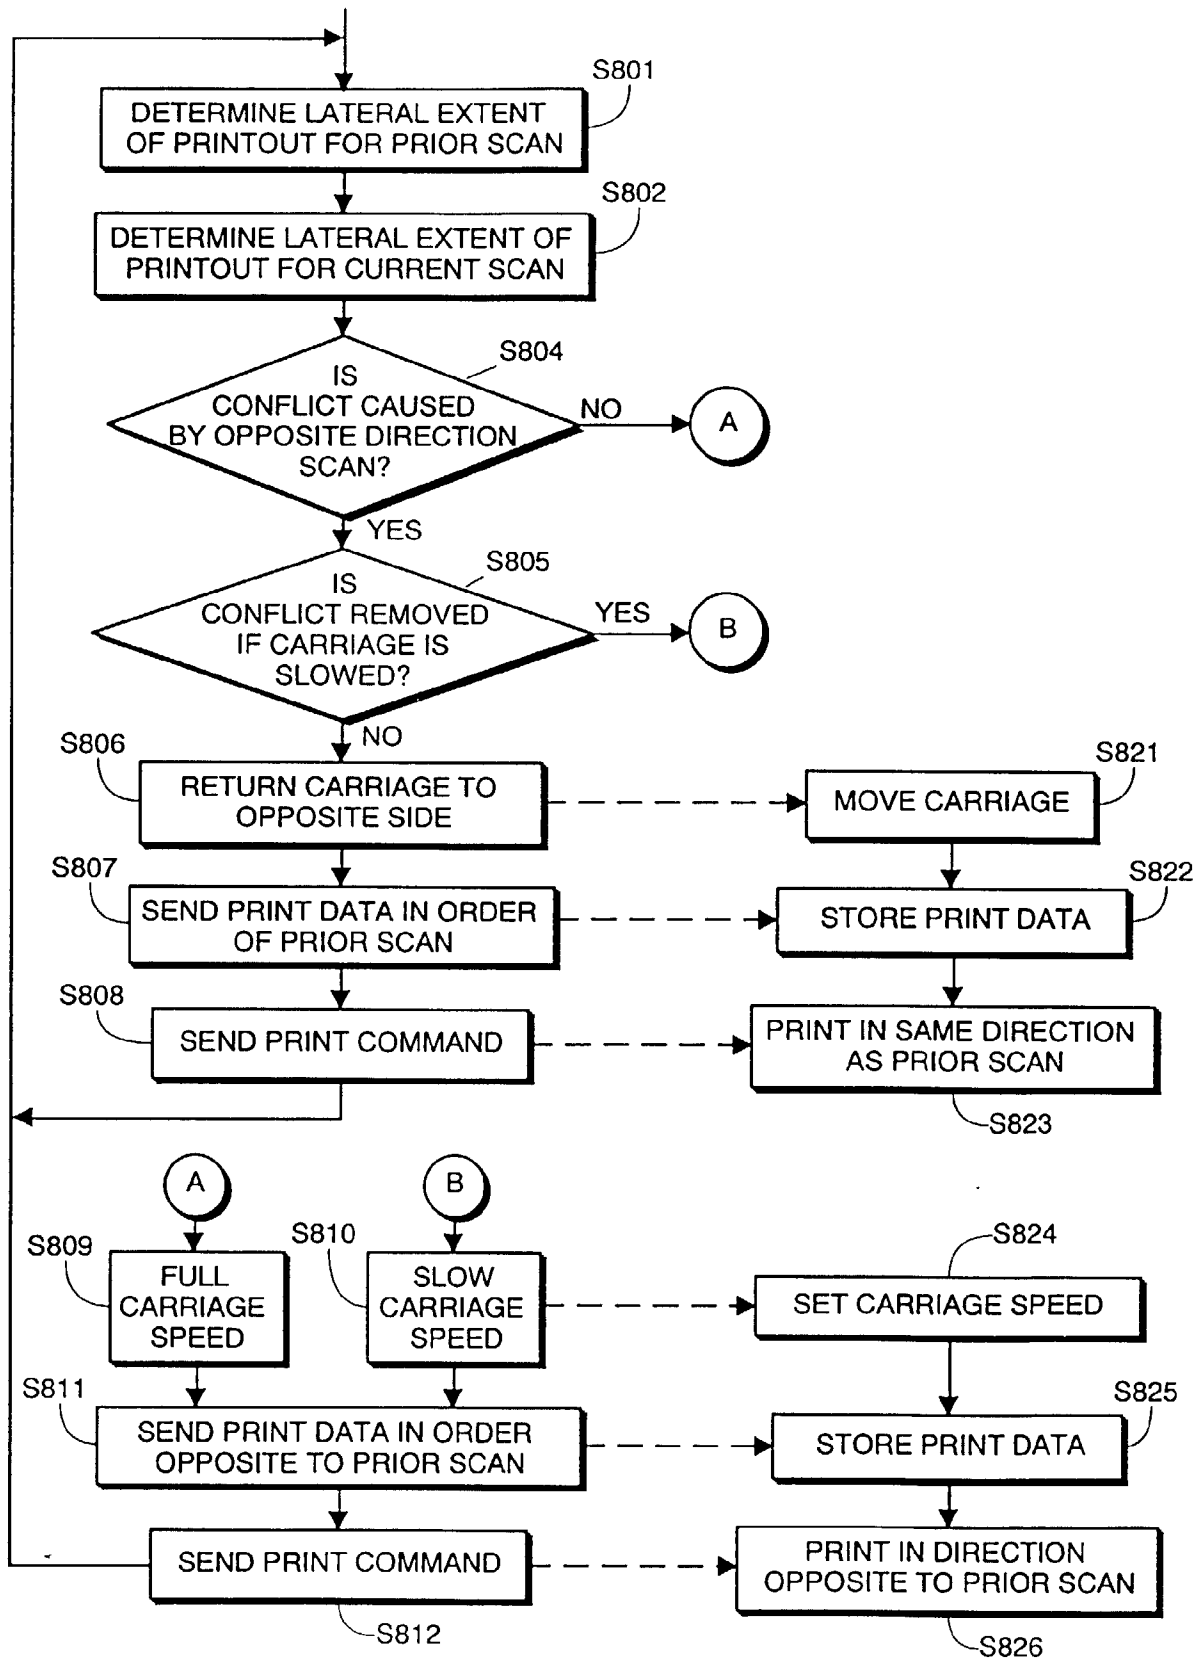 S801
DETERMINE LATERAL EXTENT
OF PRINTOUT FOR PRIOR SCAN
S802
DETERMINE LATERAL EXTENT OF
PRINTOUT FOR CURRENT SCAN
S804
IS
CONFLICT CAUSED
BY OPPOSITE DIRECTION
SCAN?
NO
A
YES
S805
IS
CONFLICT REMOVED
IF CARRIAGE IS
SLOWED?
YES
B
NO
S806
RETURN CARRIAGE TO
OPPOSITE SIDE
S821
MOVE CARRIAGE
S807
SEND PRINT DATA IN ORDER
OF PRIOR SCAN
S822
STORE PRINT DATA
S808
SEND PRINT COMMAND
PRINT IN SAME DIRECTION
AS PRIOR SCAN
S823
A
B
S809
FULL
CARRIAGE
SPEED
S810
SLOW
CARRIAGE
SPEED
S824
SET CARRIAGE SPEED
S811
SEND PRINT DATA IN ORDER
OPPOSITE TO PRIOR SCAN
S825
STORE PRINT DATA
SEND PRINT COMMAND
S812
PRINT IN DIRECTION
OPPOSITE TO PRIOR SCAN
S826